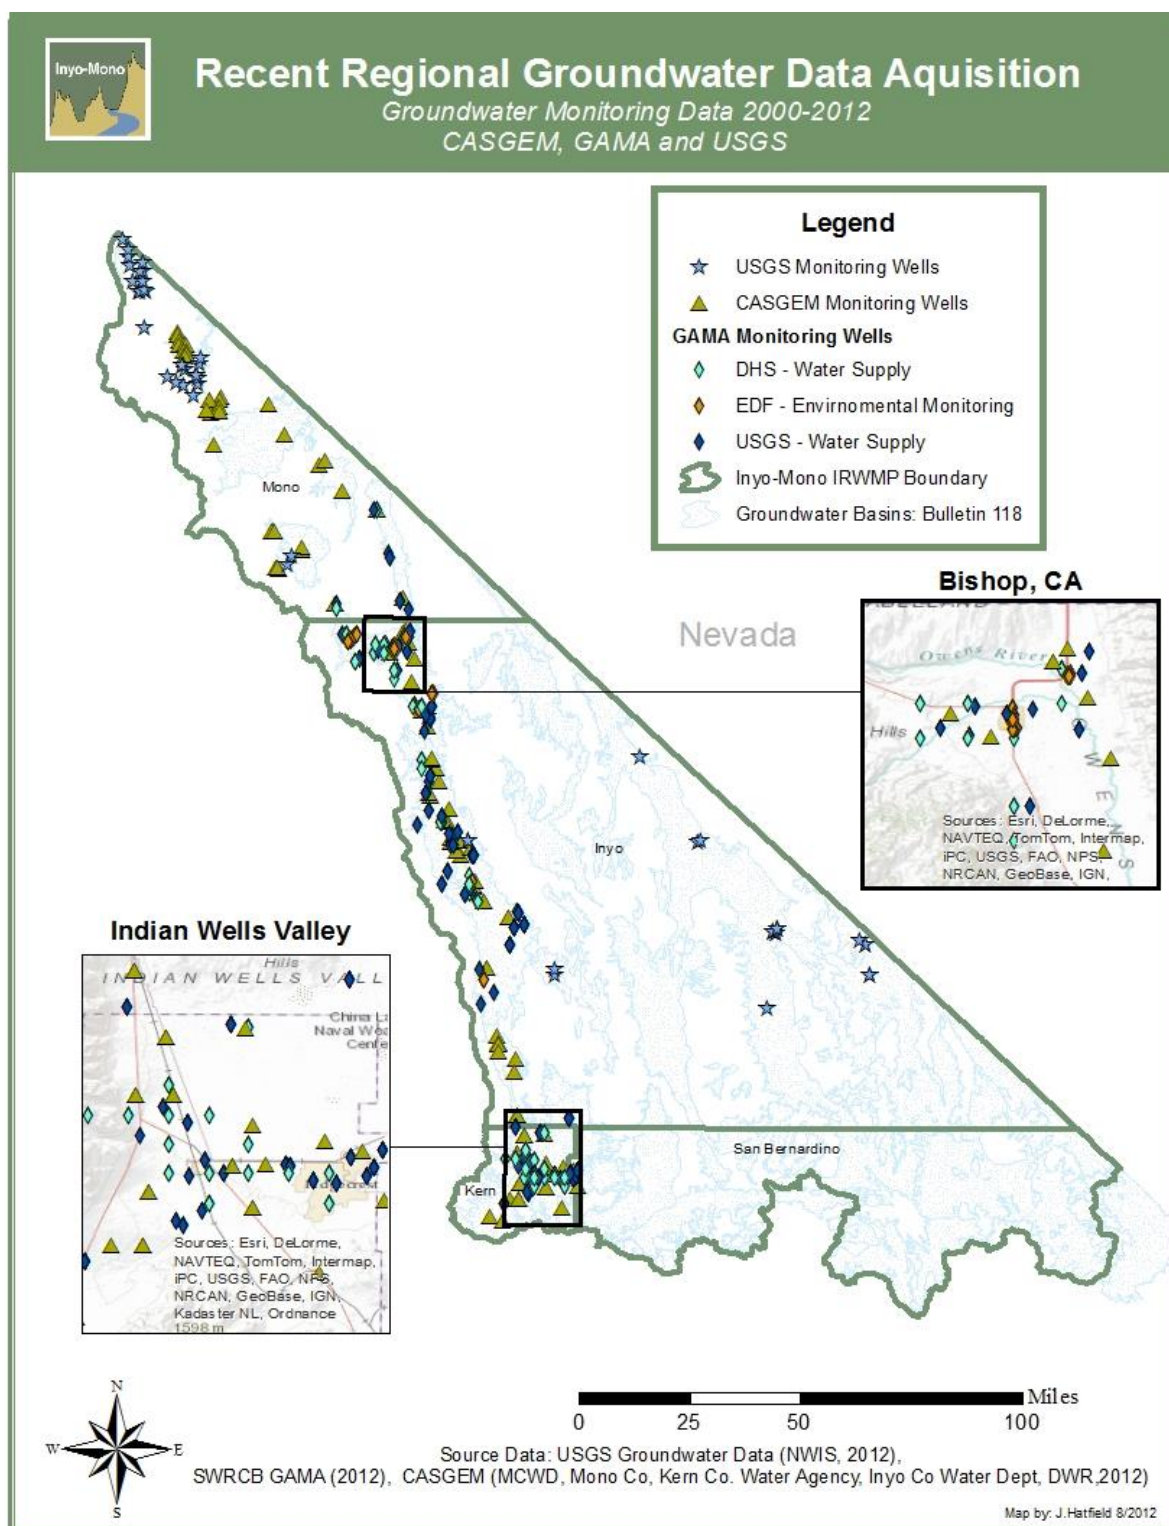 Inyo-Mono
Recent Regional Groundwater Data Aquisition
Groundwater Monitoring Data 2000-2012
CASGEM, GAMA and USGS
Legend
USGS Monitoring Wells
CASGEM Monitoring Wells
GAMA Monitoring Wells
DHS - Water Supply
EDF - Envirnomental Monitoring
USGS - Water Supply
Inyo-Mono IRWMP Boundary
Groundwater Basins: Bulletin 118
Mono
Nevada
Bishop, CA
Owens River
Hills
O W E N S
Sources: Esri, DeLorme,
NAVTEQ, TomTom, Intermap,
iPC, USGS, FAO, NPS,
NRCAN, GeoBase, IGN,
Inyo
Indian Wells Valley
Hills
INDIAN WELLS VALL
China L
Naval Wea
Cente
Sources: Esri, DeLorme,
NAVTEQ, TomTom, Intermap,
iPC, USGS, FAO, NPS,
NRCAN, GeoBase, IGN,
Kadaster NL, Ordnance
1598 m
San Bernardino
Kern
N
W E
S
Miles
0 25 50 100
Source Data: USGS Groundwater Data (NWIS, 2012),
SWRCB GAMA (2012), CASGEM (MCWD, Mono Co, Kern Co. Water Agency, Inyo Co Water Dept, DWR,2012)
Map by: J.Hatfield 8/2012